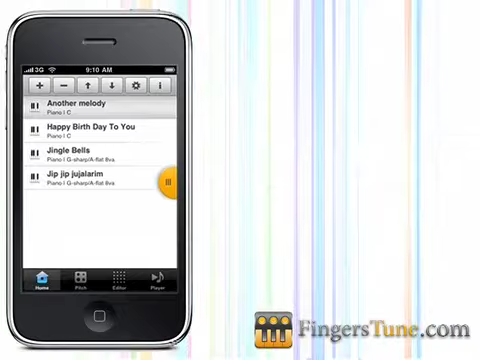 3G 9:10 AM
Another melody
Piano | C
Happy Birth Day To You
Piano | C
Jingle Bells
Piano | G-sharp/A-flat 8va
Jip jip jujalarim
Piano | G-sharp/A-flat 8va
Home Pitch Editor Player
FingersTune.com